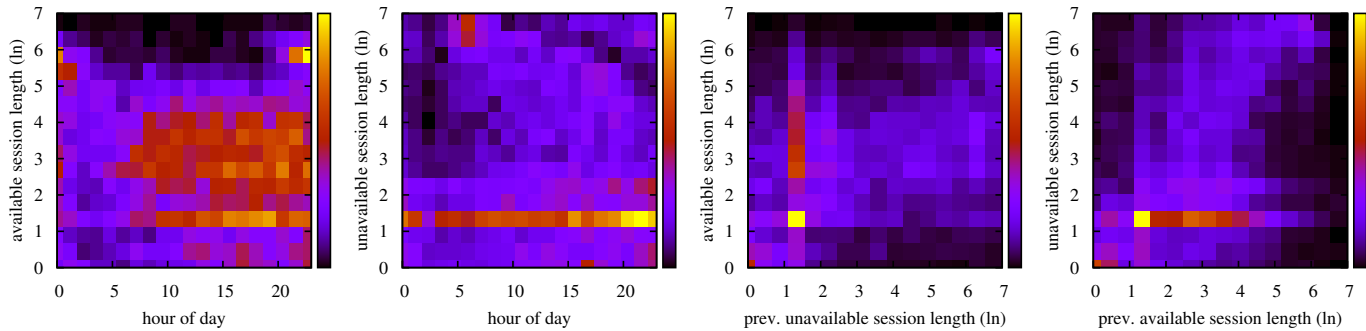 available session length (ln)
7
6
5
4
3
2
1
0
0 5 10 15 20
hour of day
unavailable session length (ln)
7
6
5
4
3
2
1
0
0 5 10 15 20
hour of day
available session length (ln)
7
6
5
4
3
2
1
0
0 1 2 3 4 5 6 7
prev. unavailable session length (ln)
unavailable session length (ln)
7
6
5
4
3
2
1
0
0 1 2 3 4 5 6 7
prev. available session length (ln)